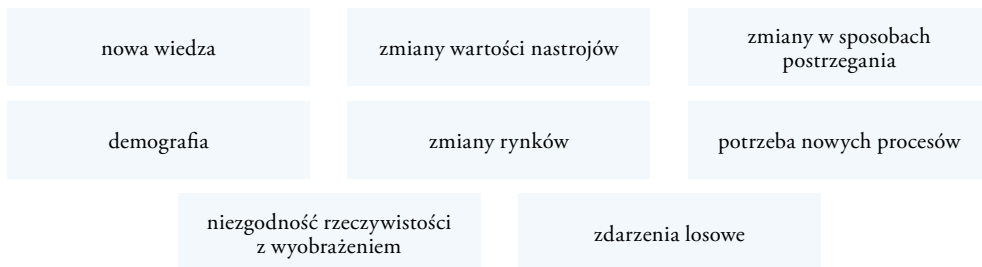 nowa wiedza
zmiany wartości nastrojów
zmiany w sposobach
postrzegania
demografia
zmiany rynków
potrzeba nowych procesów
niezgodność rzeczywistości
z wyobrażeniem
zdarzenia losowe